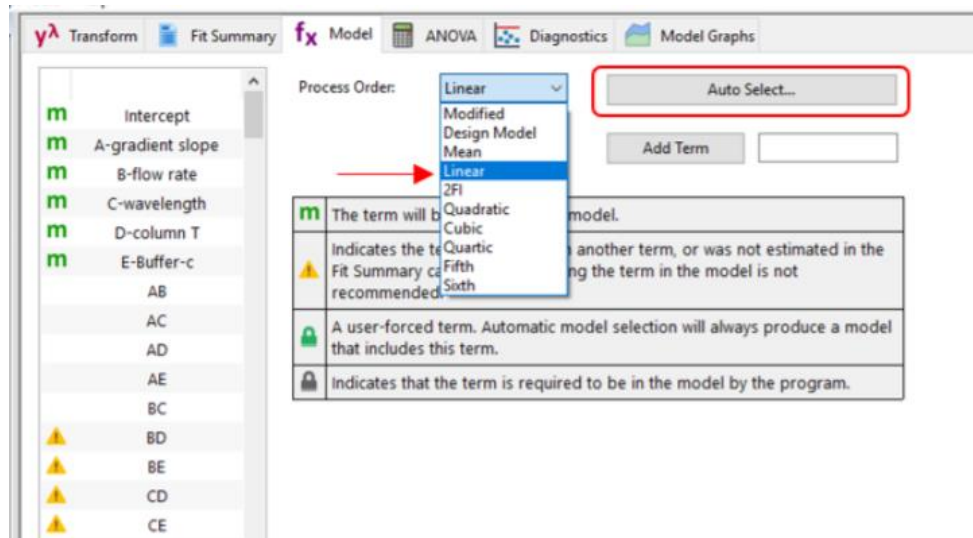 yλ Transform Fit Summary fx Model ANOVA Diagnostics Model Graphs
Process Order: Linear Auto Select...
Modified
Design Model
Mean
Linear
2FI
Quadratic
Cubic
Quartic
Fifth
Sixth
Add Term
m Intercept
m A-gradient slope
m B-flow rate
m C-wavelength
m D-column T
m E-Buffer-c
AB
AC
AD
AE
BC
BD
BE
CD
CE
m The term will b model.
Indicates the te another term, or was not estimated in the
Fit Summary ca ng the term in the model is not
recommended.
A user-forced term. Automatic model selection will always produce a model
that includes this term.
Indicates that the term is required to be in the model by the program.